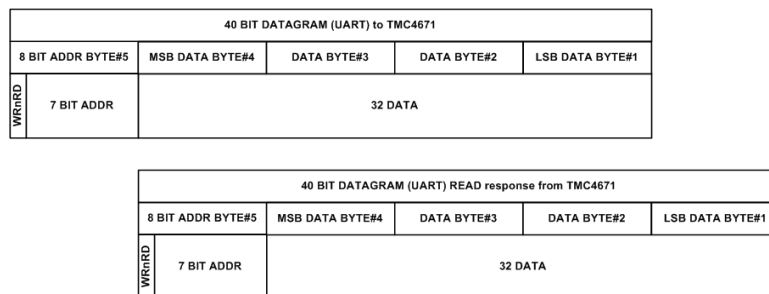 40 BIT DATAGRAM (UART) to TMC4671
8 BIT ADDR BYTE#5 MSB DATA BYTE#4 DATA BYTE#3 DATA BYTE#2 LSB DATA BYTE#1
WRnRD 7 BIT ADDR 32 DATA
40 BIT DATAGRAM (UART) READ response from TMC4671
8 BIT ADDR BYTE#5 MSB DATA BYTE#4 DATA BYTE#3 DATA BYTE#2 LSB DATA BYTE#1
WRnRD 7 BIT ADDR 32 DATA